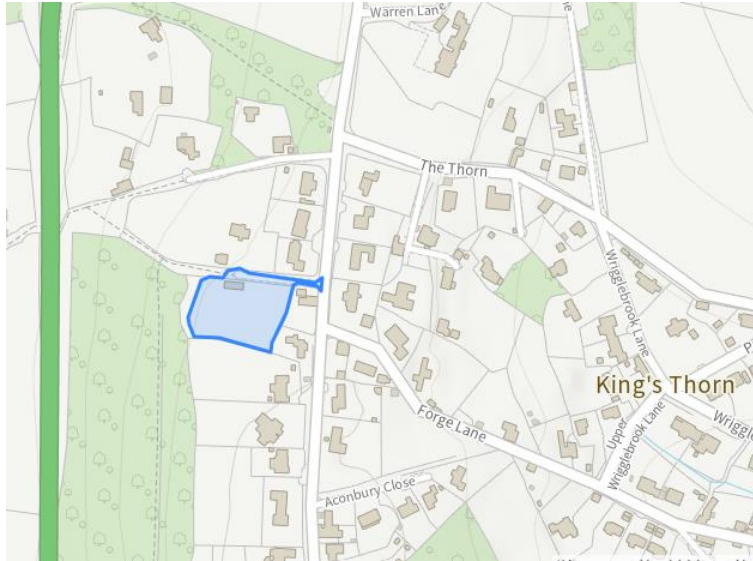 Warren Lane
The Thorn
Wrigglebrook Lane
King's Thorn
Forge Lane
Upper
Wrigglebrook Lane
Aconbury Close